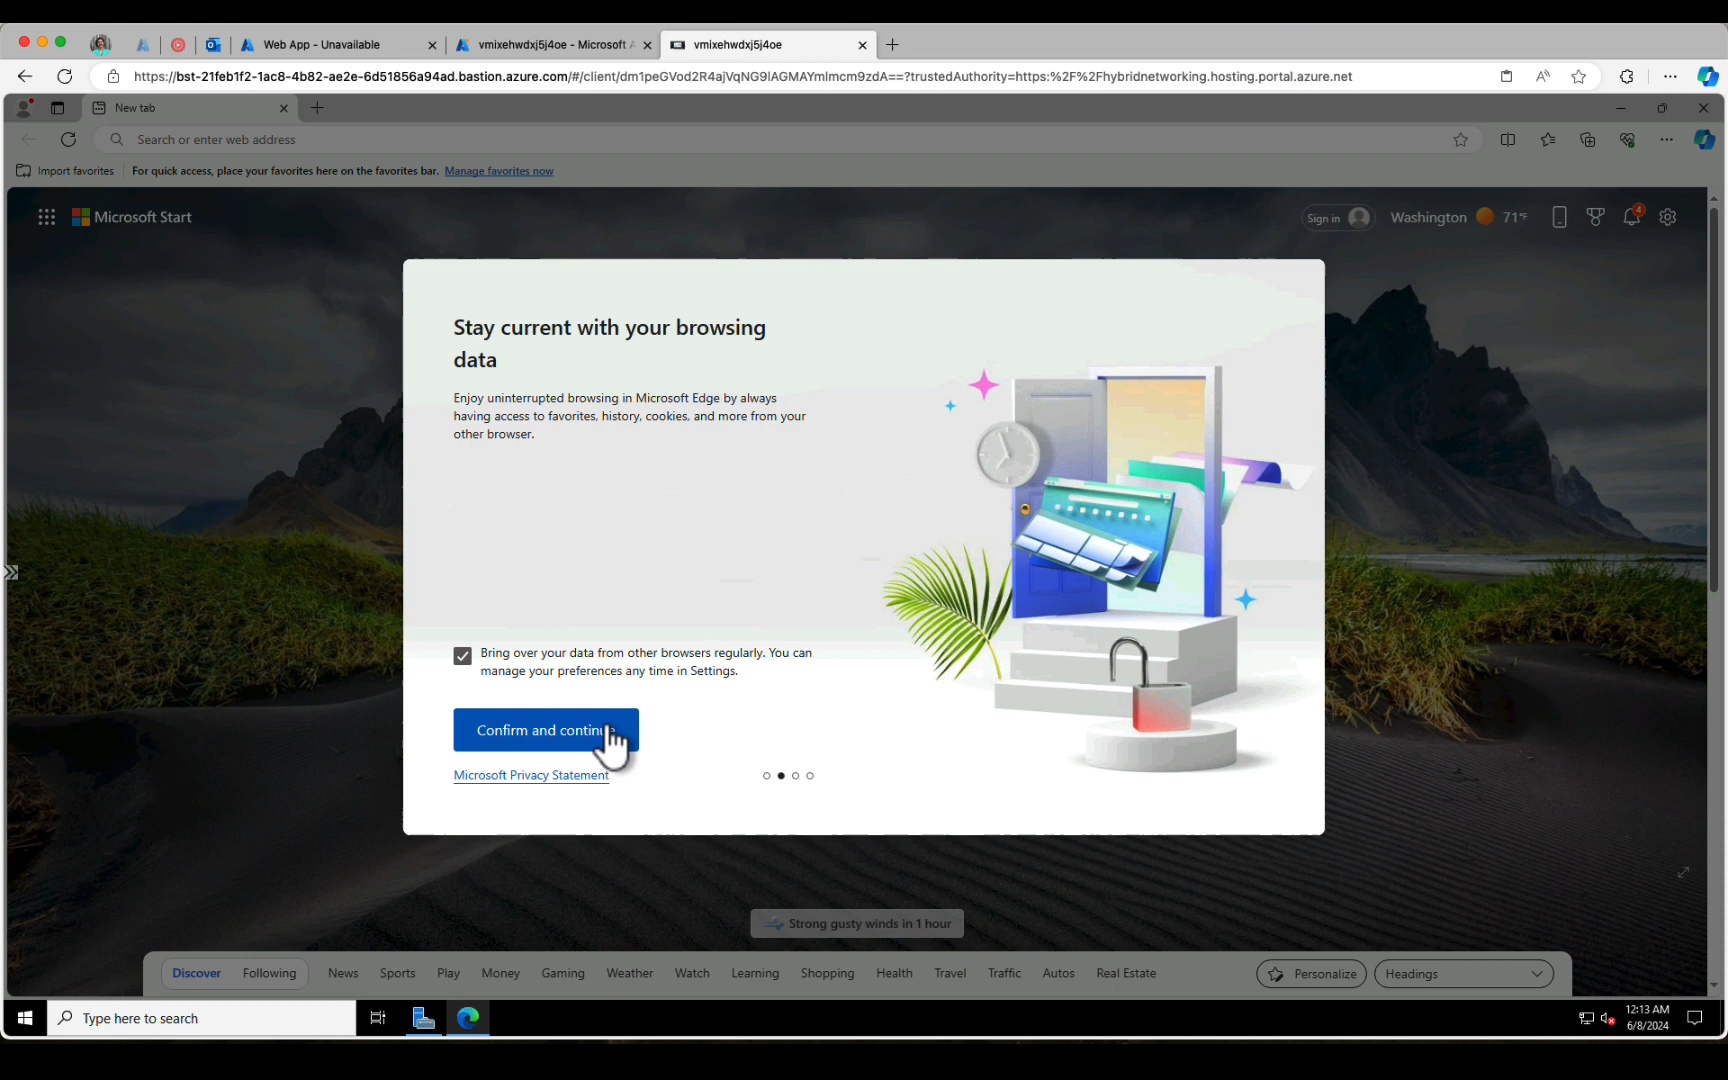 Web App - Unavailable
vmixehwdxj5j4oe - Microsoft A
vmixehwdxj5j4oe
https://bst-21feb1f2-1ac8-4b82-ae2e-6d51856a94ad.bastion.azure.com/#/client/dm1peGVod2R4ajVqNG9lAGMAYmlmcm9zdA==?trustedAuthority=https:%2F%2Fhybridnetworking.hosting.portal.azure.net
New tab
Search or enter web address
Import favorites
For quick access, place your favorites here on the favorites bar. Manage favorites now
Microsoft Start
Sign in
Washington
71°F
4
Stay current with your browsing
data
Enjoy uninterrupted browsing in Microsoft Edge by always
having access to favorites, history, cookies, and more from your
other browser.
Bring over your data from other browsers regularly. You can
manage your preferences any time in Settings.
Confirm and continue
Microsoft Privacy Statement
Strong gusty winds in 1 hour
Discover Following News Sports Play Money Gaming Weather Watch Learning Shopping Health Travel Traffic Autos Real Estate
Personalize
Headings
Type here to search
12:13 AM
6/8/2024